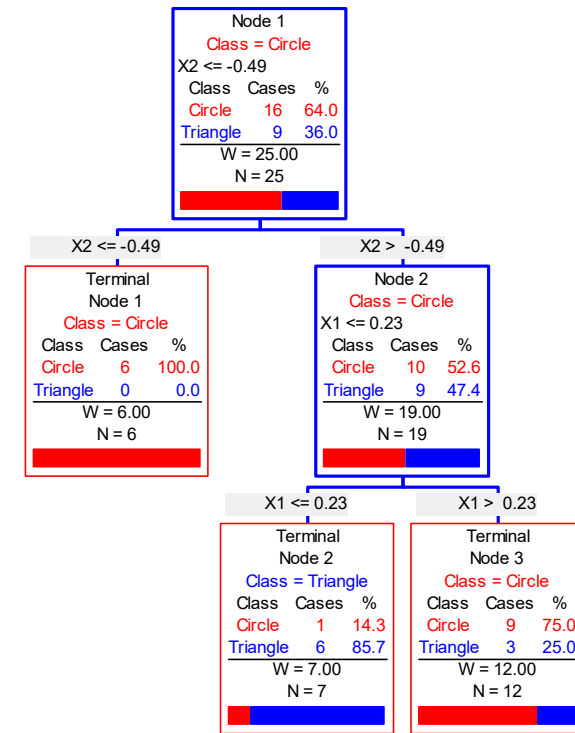 Node 1
Class = Circle
X2 <= -0.49
Class Cases %
Circle 16 64.0
Triangle 9 36.0
W = 25.00
N = 25
X2 <= -0.49
X2 > -0.49
Terminal
Node 1
Class = Circle
Class Cases %
Circle 6 100.0
Triangle 0 0.0
W = 6.00
N = 6
Node 2
Class = Circle
X1 <= 0.23
Class Cases %
Circle 10 52.6
Triangle 9 47.4
W = 19.00
N = 19
X1 <= 0.23
X1 > 0.23
Terminal
Node 2
Class = Triangle
Class Cases %
Circle 1 14.3
Triangle 6 85.7
W = 7.00
N = 7
Terminal
Node 3
Class = Circle
Class Cases %
Circle 9 75.0
Triangle 3 25.0
W = 12.00
N = 12